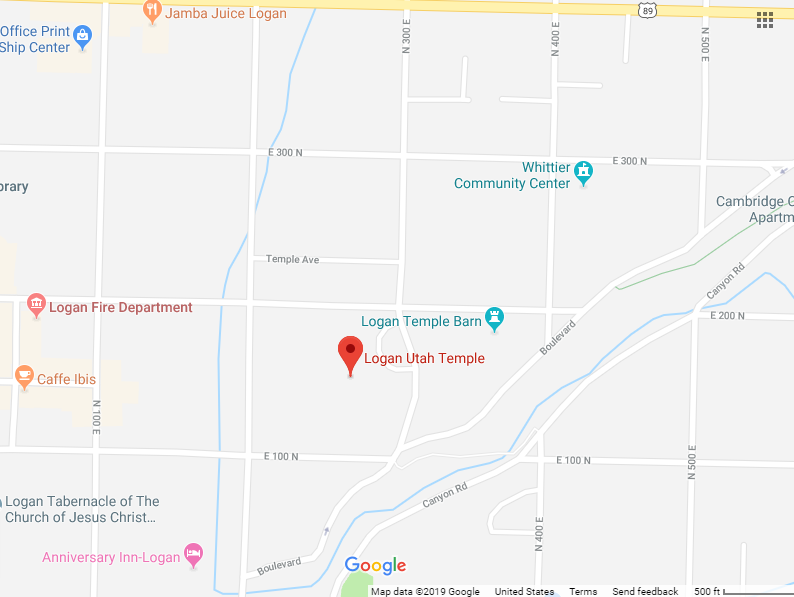 Jamba Juice Logan
89
Office Print
Ship Center
N 300 E
N 400 E
N 500 E
E 300 N
E 300 N
Whittier
Community Center
brary
Cambridge C
Apartm
Temple Ave
Canyon Rd
Logan Fire Department
Logan Temple Barn
E 200 N
Boulevard
Logan Utah Temple
Caffe Ibis
N 100 E
E 100 N
E 100 N
N 500 E
Canyon Rd
Logan Tabernacle of The
Church of Jesus Christ...
N 400 E
Anniversary Inn-Logan
Boulevard
Google
Map data ©2019 Google United States Terms Send feedback 500 ft